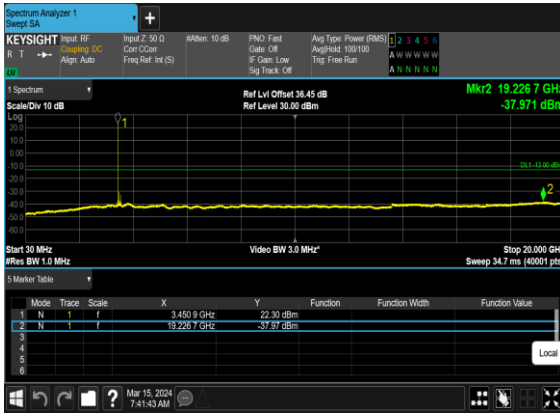 Spectrum Analyzer 1
Swept SA
+
KEYSIGHT Input: RF Input Z: 50 Ω #Atten: 10 dB PNO: Fast Avg Type: Power (RMS) 1 2 3 4 5 6
R T Coupling: DC Corr CCorr Gate: Off Avg|Hold: 100/100 A W W W W W
Align: Auto Freq Ref: Int (S) IF Gain: Low Trig: Free Run
Sig Track: Off A N N N N N
1 Spectrum
Ref Lvl Offset 36.45 dB Mkr2 19.226 7 GHz
Scale/Div 10 dB Ref Level 30.00 dBm -37.971 dBm
Log
20.0
10.0
0.00
-10.0
-20.0
-30.0
-40.0
-50.0
-60.0
1
DL1 -13.00 dBm
2
Start 30 MHz Video BW 3.0 MHz* Stop 20.000 GHz
#Res BW 1.0 MHz Sweep 34.7 ms (40001 pts)
5 Marker Table
Mode Trace Scale X Y Function Function Width Function Value
1 N 1 f 3.450 9 GHz 22.30 dBm
2 N 1 f 19.226 7 GHz -37.97 dBm
3
4
5
6
Local
? Mar 15, 2024
7:41:43 AM